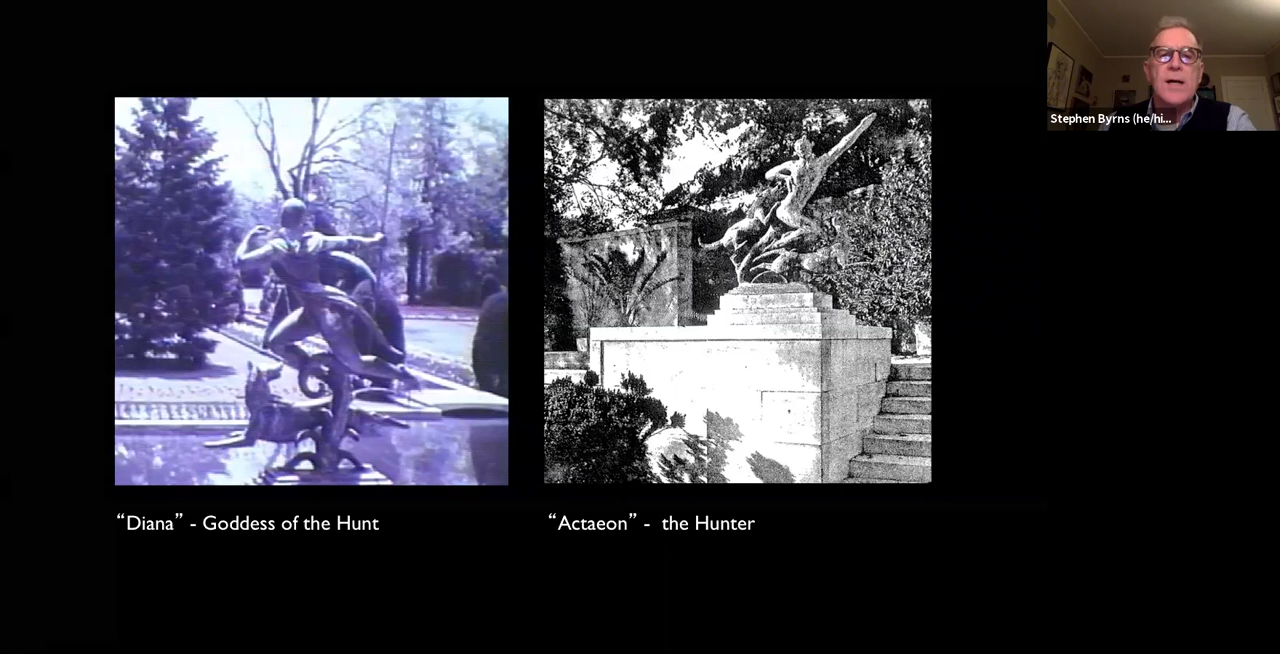 Stephen Byrns (he/hi...
“Diana” - Goddess of the Hunt
“Actaeon” -  the Hunter